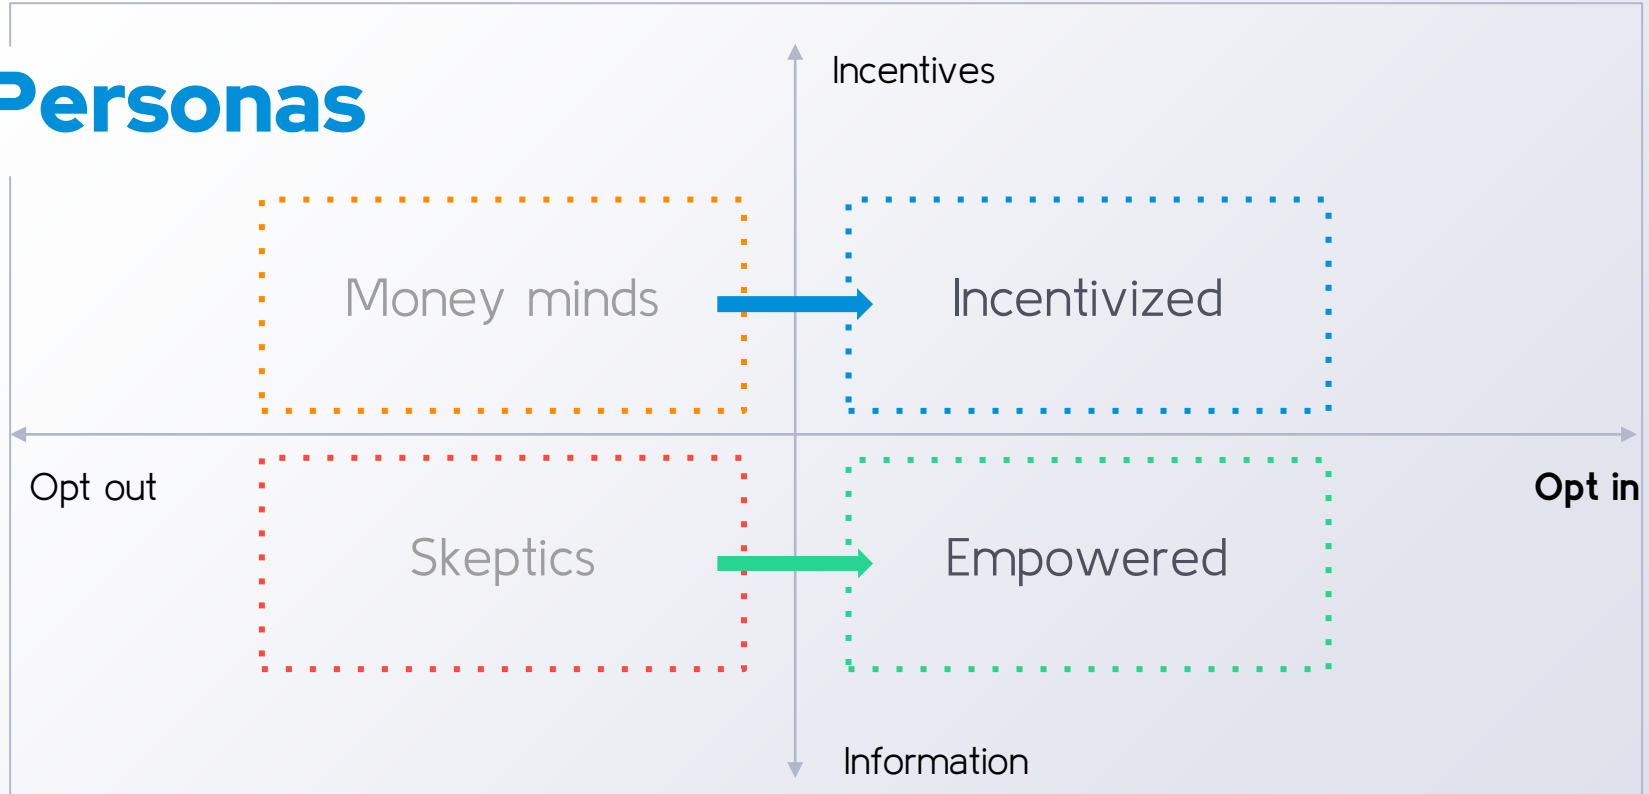 Incentives
Personas
Money minds
Incentivized
Opt out
Opt in
Skeptics
Empowered
Information